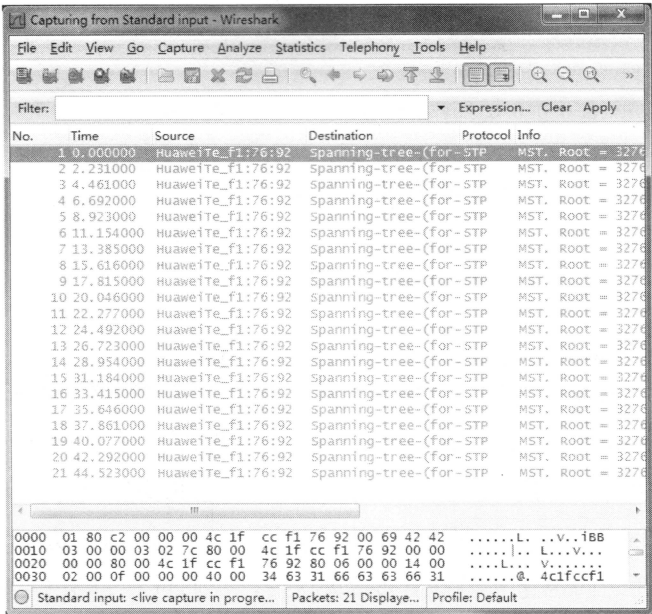 Capturing from Standard input - Wireshark
File Edit View Go Capture Analyze Statistics Telephony Tools Help
Filter: Expression... Clear Apply
No. Time Source Destination Protocol Info
1 0.000000 HuaweiTe_f1:76:92 Spanning-tree-(for-STP MST. Root = 3276
2 2.231000 HuaweiTe_f1:76:92 Spanning-tree-(for-STP MST. Root = 3276
3 4.461000 HuaweiTe_f1:76:92 Spanning-tree-(for-STP MST. Root = 3276
4 6.692000 HuaweiTe_f1:76:92 Spanning-tree-(for-STP MST. Root = 3276
5 8.923000 HuaweiTe_f1:76:92 Spanning-tree-(for-STP MST. Root = 3276
6 11.154000 HuaweiTe_f1:76:92 Spanning-tree-(for-STP MST. Root = 3276
7 13.385000 HuaweiTe_f1:76:92 Spanning-tree-(for-STP MST. Root = 3276
8 15.616000 HuaweiTe_f1:76:92 Spanning-tree-(for-STP MST. Root = 3276
9 17.815000 HuaweiTe_f1:76:92 Spanning-tree-(for-STP MST. Root = 3276
10 20.046000 HuaweiTe_f1:76:92 Spanning-tree-(for-STP MST. Root = 3276
11 22.277000 HuaweiTe_f1:76:92 Spanning-tree-(for-STP MST. Root = 3276
12 24.492000 HuaweiTe_f1:76:92 Spanning-tree-(for-STP MST. Root = 3276
13 26.723000 HuaweiTe_f1:76:92 Spanning-tree-(for-STP MST. Root = 3276
14 28.954000 HuaweiTe_f1:76:92 Spanning-tree-(for-STP MST. Root = 3276
15 31.184000 HuaweiTe_f1:76:92 Spanning-tree-(for-STP MST. Root = 3276
16 33.415000 HuaweiTe_f1:76:92 Spanning-tree-(for-STP MST. Root = 3276
17 35.646000 HuaweiTe_f1:76:92 Spanning-tree-(for-STP MST. Root = 3276
18 37.861000 HuaweiTe_f1:76:92 Spanning-tree-(for-STP MST. Root = 3276
19 40.077000 HuaweiTe_f1:76:92 Spanning-tree-(for-STP MST. Root = 3276
20 42.292000 HuaweiTe_f1:76:92 Spanning-tree-(for-STP MST. Root = 3276
21 44.523000 HuaweiTe_f1:76:92 Spanning-tree-(for-STP MST. Root = 3276
0000 01 80 c2 00 00 00 4c 1f cc f1 76 92 00 69 42 42 ......L. ..v..iBB
0010 03 00 00 03 02 7c 80 00 4c 1f cc f1 76 92 00 00 .....|.. L...v...
0020 00 00 80 00 4c 1f cc f1 76 92 80 06 00 00 14 00 ....L... v.......
0030 02 00 0f 00 00 00 40 00 34 63 31 66 63 63 66 31 ......@. 4c1fccf1
Standard input: <live capture in progre... Packets: 21 Displaye... Profile: Default